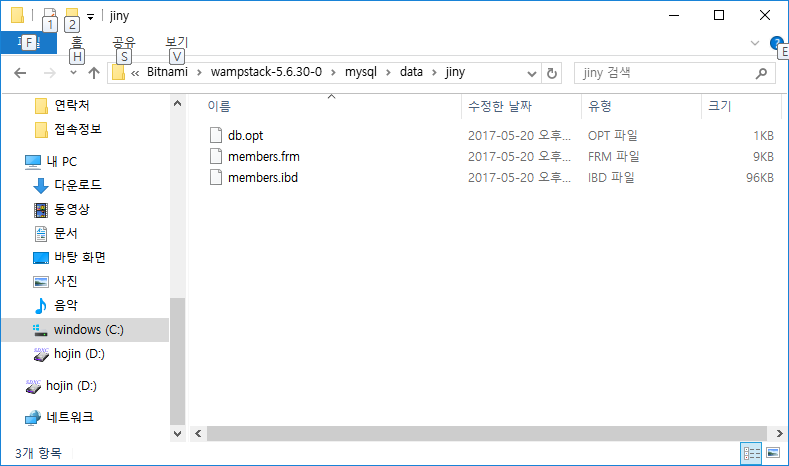 1 2 jiny
파일 홈 공유 보기
F H S V E
« Bitnami › wampstack-5.6.30-0 › mysql › data › jiny jiny 검색
연락처
접속정보
내 PC
다운로드
동영상
문서
바탕 화면
사진
음악
windows (C:)
hojin (D:)
hojin (D:)
네트워크
이름 수정한 날짜 유형 크기
db.opt 2017-05-20 오후... OPT 파일 1KB
members.frm 2017-05-20 오후... FRM 파일 9KB
members.ibd 2017-05-20 오후... IBD 파일 96KB
3개 항목